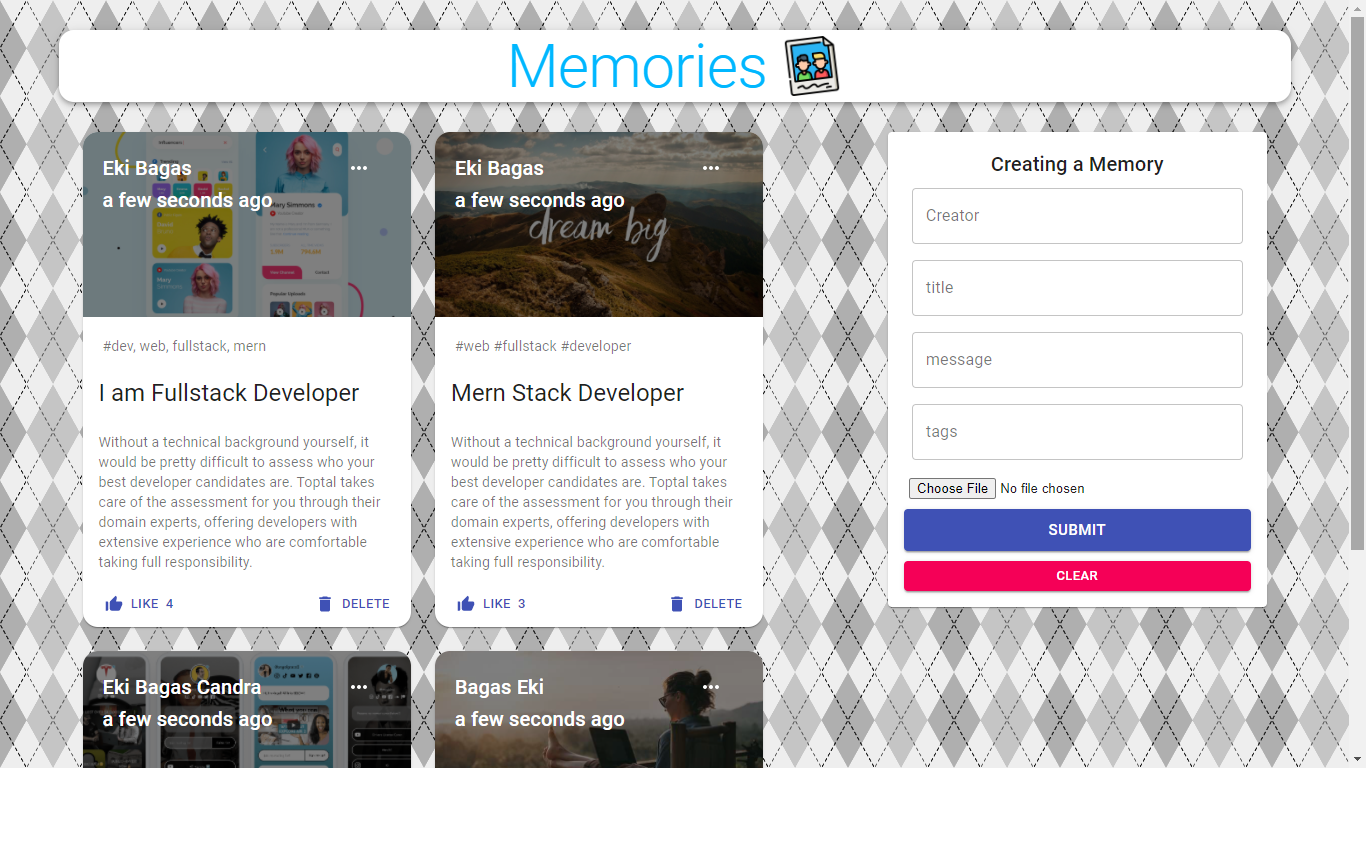 Memories
Eki Bagas
a few seconds ago
Mary Simmons
David
Mary
Simmons
Popular Uploads
#dev, web, fullstack, mern
I am Fullstack Developer
Without a technical background yourself, it
would be pretty difficult to assess who your
best developer candidates are. Toptal takes
care of the assessment for you through their
domain experts, offering developers with
extensive experience who are comfortable
taking full responsibility.
LIKE 4
DELETE
Eki Bagas
a few seconds ago
dream big
#web #fullstack #developer
Mern Stack Developer
Without a technical background yourself, it
would be pretty difficult to assess who your
best developer candidates are. Toptal takes
care of the assessment for you through their
domain experts, offering developers with
extensive experience who are comfortable
taking full responsibility.
LIKE 3
DELETE
Eki Bagas Candra
a few seconds ago
Bagas Eki
a few seconds ago
Creating a Memory
Creator
title
message
tags
Choose File No file chosen
SUBMIT
CLEAR